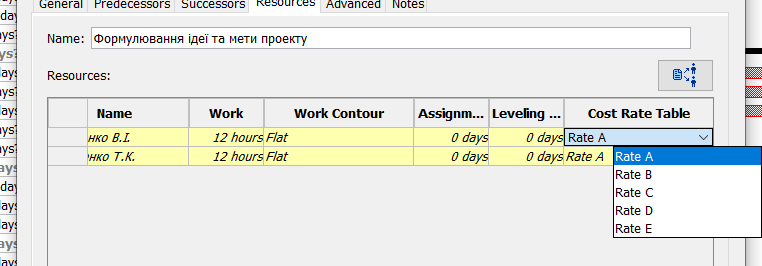 General Predecessors Successors Resources Advanced Notes
Name: Формулювання ідеї та мети проекту
Resources:
Name Work Work Contour Assignm... Leveling ... Cost Rate Table
нко В.І. 12 hours Flat 0 days 0 days Rate A
енко Т.К. 12 hours Flat 0 days 0 days Rate A
Rate A
Rate B
Rate C
Rate D
Rate E